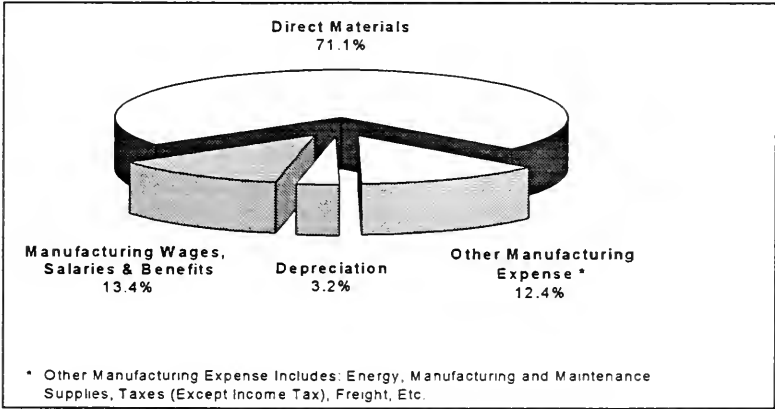 Direct Materials
71.1%
Manufacturing Wages,
Salaries & Benefits
13.4%
Depreciation
3.2%
Other Manufacturing
Expense *
12.4%
* Other Manufacturing Expense Includes: Energy, Manufacturing and Maintenance
Supplies, Taxes (Except Income Tax), Freight, Etc.